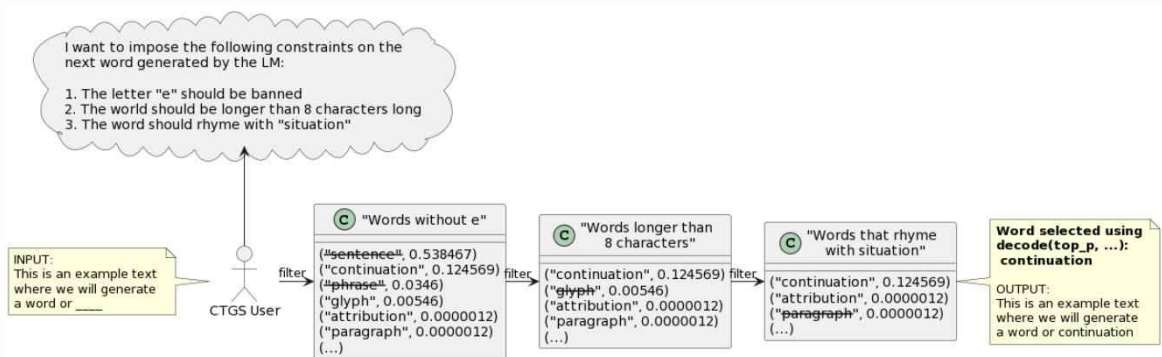 I want to impose the following constraints on the
next word generated by the LM:
1. The letter "e" should be banned
2. The world should be longer than 8 characters long
3. The word should rhyme with "situation"
INPUT:
This is an example text
where we will generate
a word or ____
CTGS User
filter
C "Words without e"
("sentence", 0.538467)
("continuation", 0.124569)
("phrase", 0.0346)
("glyph", 0.00546)
("attribution", 0.0000012)
("paragraph", 0.0000012)
(...)
filter
C "Words longer than
8 characters"
("continuation", 0.124569)
("glyph", 0.00546)
("attribution", 0.0000012)
("paragraph", 0.0000012)
(...)
filter
C "Words that rhyme
with situation"
("continuation", 0.124569)
("attribution", 0.0000012)
("paragraph", 0.0000012)
(...)
Word selected using
decode(top_p, ...):
continuation
OUTPUT:
This is an example text
where we will generate
a word or continuation